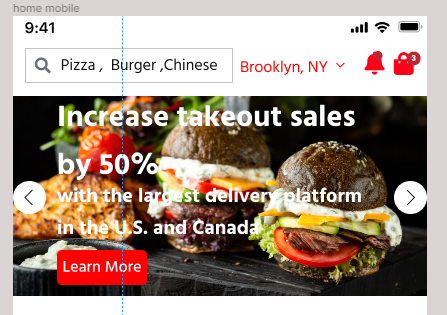 home mobile
9:41
Pizza , Burger ,Chinese
Brooklyn, NY
3
Increase takeout sales
by 50%
with the largest delivery platform
in the U.S. and Canada
Learn More